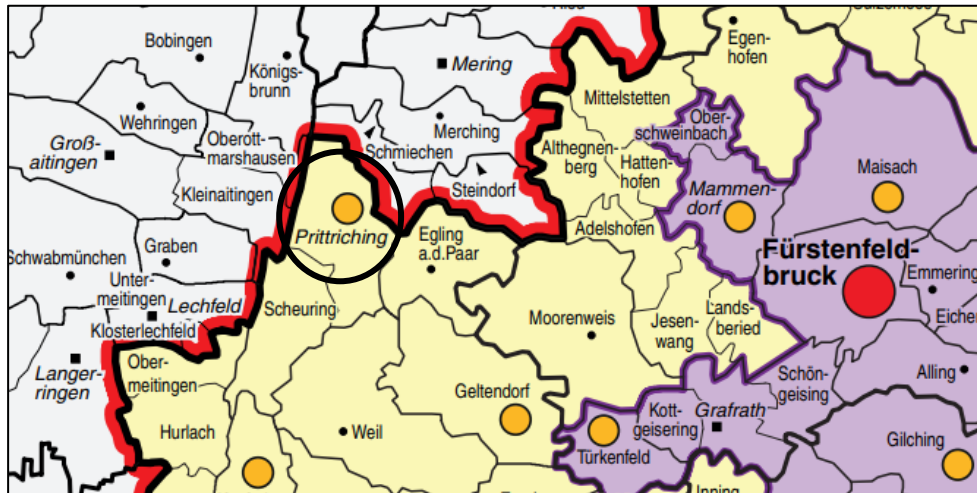 Bobingen
Königs-
brunn
Mering
Egen-
hofen
Mittelstetten
Wehringen
Groß-
aitingen
Oberott-
marshausen
Merching
Schmiechen
Ober-
schweinbach
Althegnen-
berg
Hatten-
hofen
Maisach
Kleinaitingen
Steindorf
Mammen-
dorf
Prittriching
Adelshofen
Egling
a.d.Paar
Graben
Schwabmünchen
Fürstenfeld-
bruck
Emmering
Unter-
meitingen
Lechfeld
Klosterlechfeld
Scheuring
Moorenweis
Jesen-
wang
Lands-
beried
Eichen
Langer-
ringen
Ober-
meitingen
Geltendorf
Schön-
geising
Alling
Hurlach
Weil
Kott-
geisering
Grafrath
Türkenfeld
Gilching